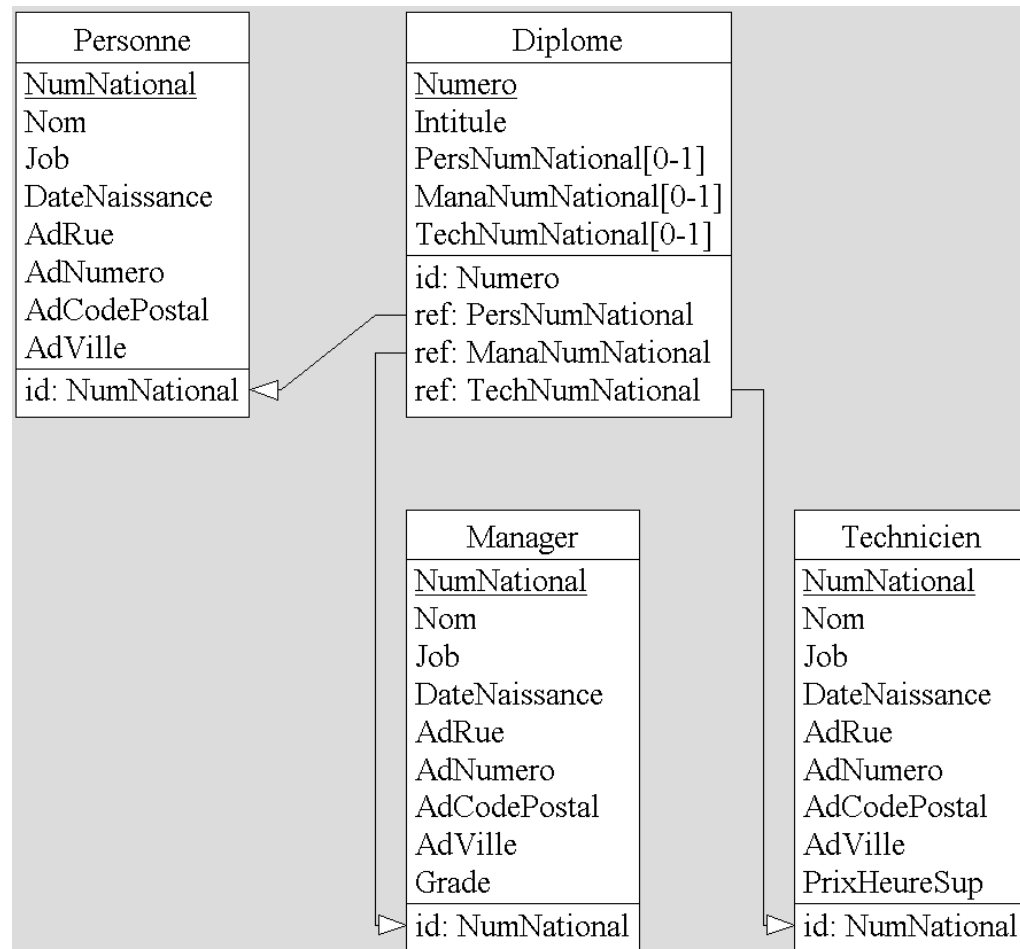 Personne
NumNational
Nom
Job
DateNaissance
AdRue
AdNumero
AdCodePostal
AdVille
id: NumNational
Diplome
Numero
Intitule
PersNumNational[0-1]
ManaNumNational[0-1]
TechNumNational[0-1]
id: Numero
ref: PersNumNational
ref: ManaNumNational
ref: TechNumNational
Manager
NumNational
Nom
Job
DateNaissance
AdRue
AdNumero
AdCodePostal
AdVille
Grade
id: NumNational
Technicien
NumNational
Nom
Job
DateNaissance
AdRue
AdNumero
AdCodePostal
AdVille
PrixHeureSup
id: NumNational